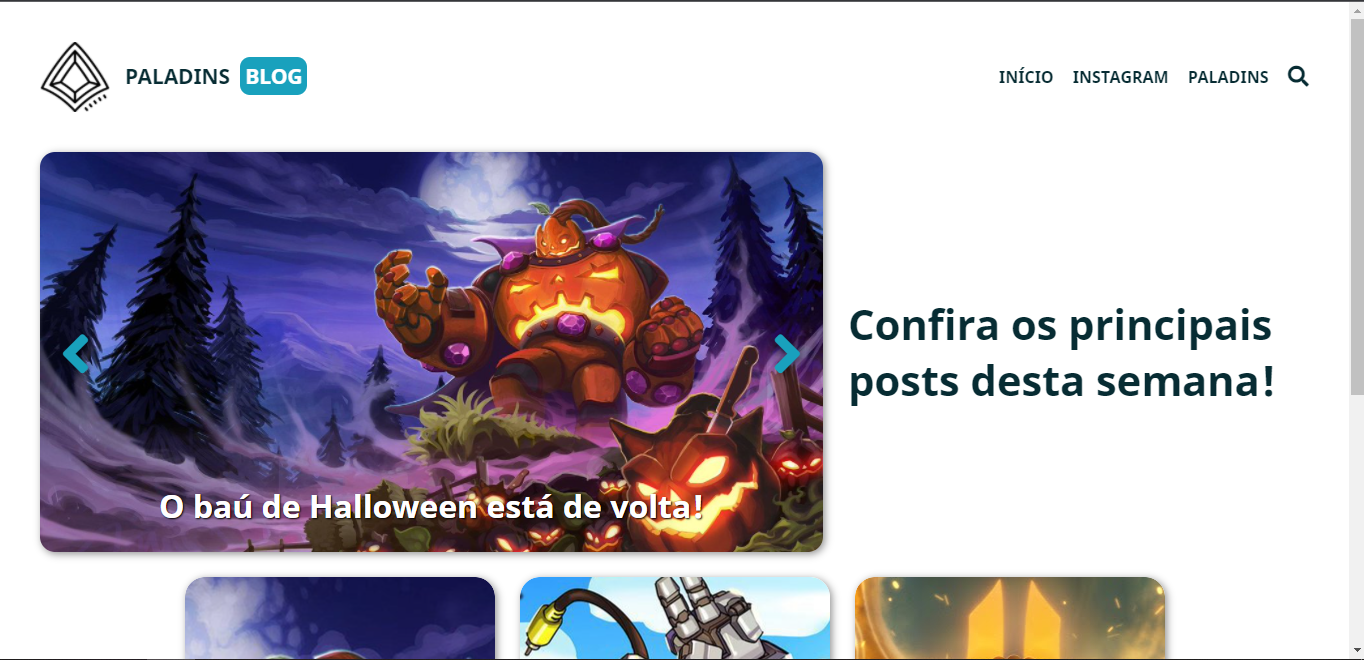 PALADINS BLOG
INÍCIO INSTAGRAM PALADINS
Confira os principais
posts desta semana!
O baú de Halloween está de volta!